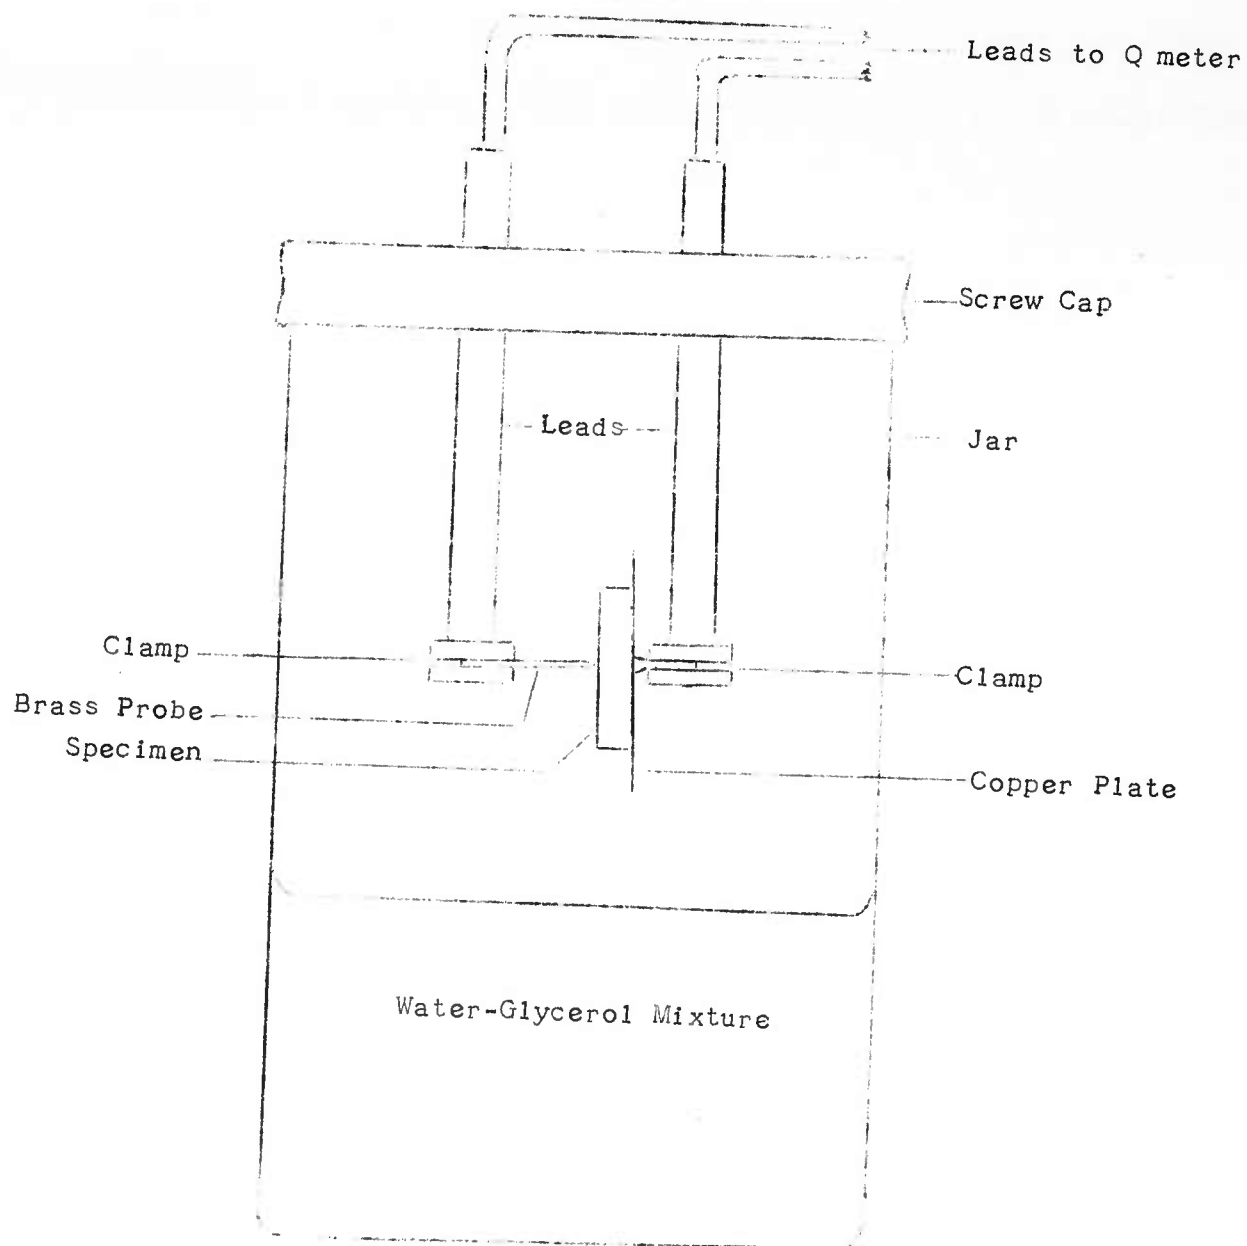 Leads to Q meter
Screw Cap
Leads
Jar
Clamp
Clamp
Brass Probe
Specimen
Copper Plate
Water-Glycerol Mixture